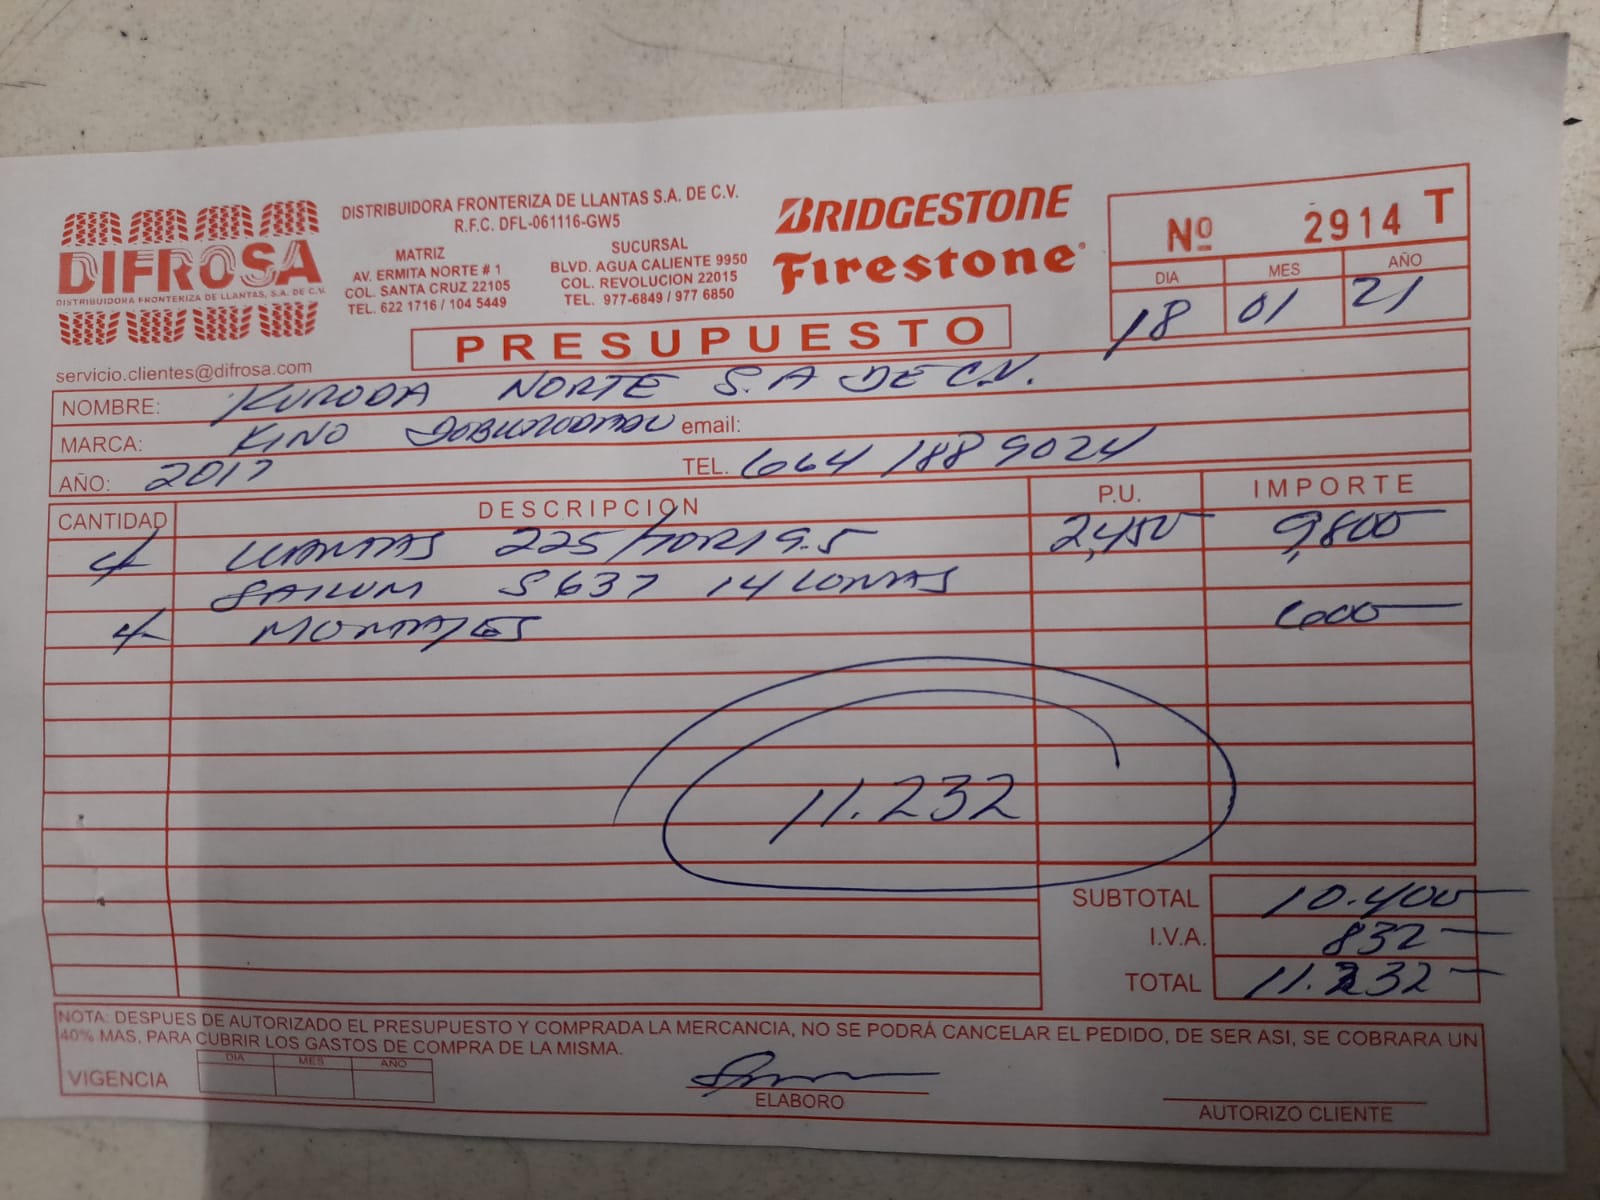 DIFROSA
DISTRIBUIDORA FRONTERIZA DE LLANTAS, S.A. DE C.V.
servicio.clientes@difrosa.com
DISTRIBUIDORA FRONTERIZA DE LLANTAS S.A. DE C.V.
R.F.C. DFL-061116-GW5
MATRIZ
AV. ERMITA NORTE # 1
COL. SANTA CRUZ 22105
TEL. 622 1716 / 104 5449
SUCURSAL
BLVD. AGUA CALIENTE 9950
COL. REVOLUCION 22015
TEL. 977-6849 / 977 6850
BRIDGESTONE
Firestone
Nº 2914 T
DIA MES AÑO
18 01 21
PRESUPUESTO
NOMBRE: KURODA NORTE S.A DE C.V.
MARCA: HINO email:
AÑO: 2017 TEL. 664 188 9024
CANTIDAD DESCRIPCION P.U. IMPORTE
4 LLANTAS 225/70R19.5 2,450 9,800
SAILUN S637 14 LONAS
4 MONTAJES 600
11.232
SUBTOTAL 10.400
I.V.A. 832
TOTAL 11.232
NOTA: DESPUES DE AUTORIZADO EL PRESUPUESTO Y COMPRADA LA MERCANCIA, NO SE PODRÁ CANCELAR EL PEDIDO, DE SER ASI, SE COBRARA UN
40% MAS, PARA CUBRIR LOS GASTOS DE COMPRA DE LA MISMA.
DIA MES AÑO
VIGENCIA
ELABORO
AUTORIZO CLIENTE